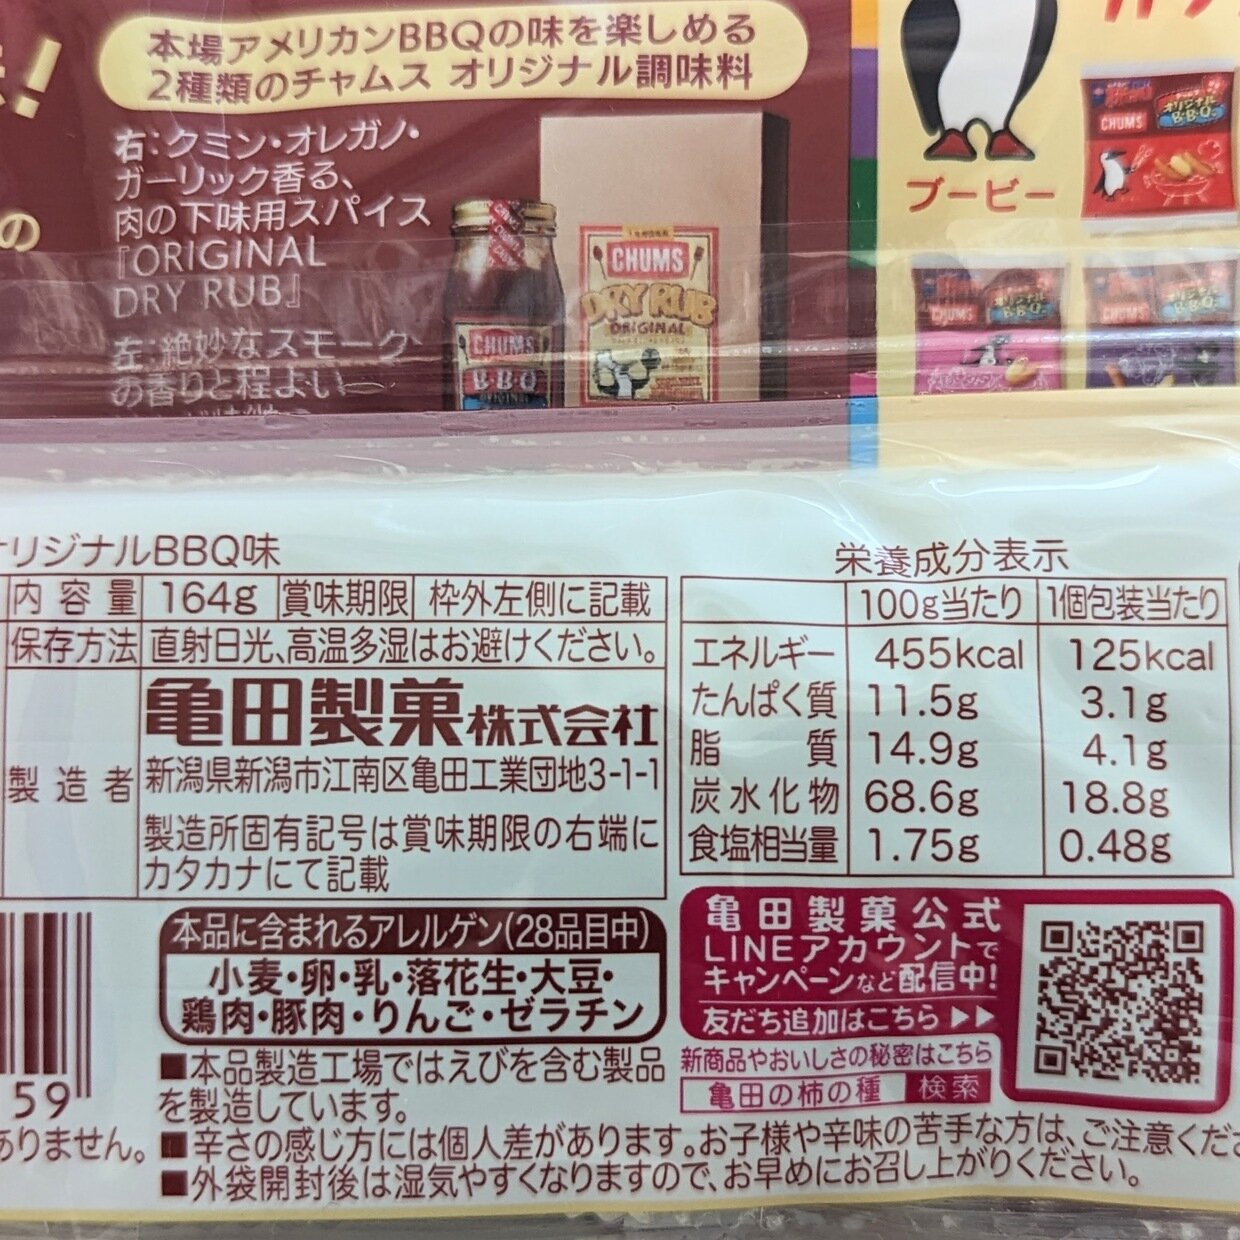 本場アメリカンBBQの味を楽しめる
2種類のチャムス オリジナル調味料
右:クミン・オレガノ・
ガーリック香る、
肉の下味用スパイス
『ORIGINAL
DRY RUB』
左:絶妙なスモーク
の香りと程よい
の
CHUMS
BBQ
CHUMS
DRY RUB
ORIGINAL
ブービー
CHUMS
オリジナル
B・B・Q
CHUMS
オリジナル
B・B・Q
CHUMS
オリジナル
B・B・Q
リジナルBBQ味
内容量 164g 賞味期限 枠外左側に記載
保存方法 直射日光、高温多湿はお避けください。
製造者 亀田製菓株式会社
新潟県新潟市江南区亀田工業団地3-1-1
製造所固有記号は賞味期限の右端に
カタカナにて記載
栄養成分表示
100g当たり 1個包装当たり
エネルギー 455kcal 125kcal
たんぱく質 11.5g 3.1g
脂質 14.9g 4.1g
炭水化物 68.6g 18.8g
食塩相当量 1.75g 0.48g
本品に含まれるアレルゲン(28品目中)
小麦・卵・乳・落花生・大豆・
鶏肉・豚肉・りんご・ゼラチン
■本品製造工場ではえびを含む製品
を製造しています。
亀田製菓公式
LINEアカウントで
キャンペーンなど配信中!
友だち追加はこちら▶▶
新商品やおいしさの秘密はこちら
亀田の柿の種 検索
59
ありません。
■辛さの感じ方には個人差があります。お子様や辛味の苦手な方は、ご注意くださ
■外袋開封後は湿気やすくなりますので、お早めにお召し上がりください。